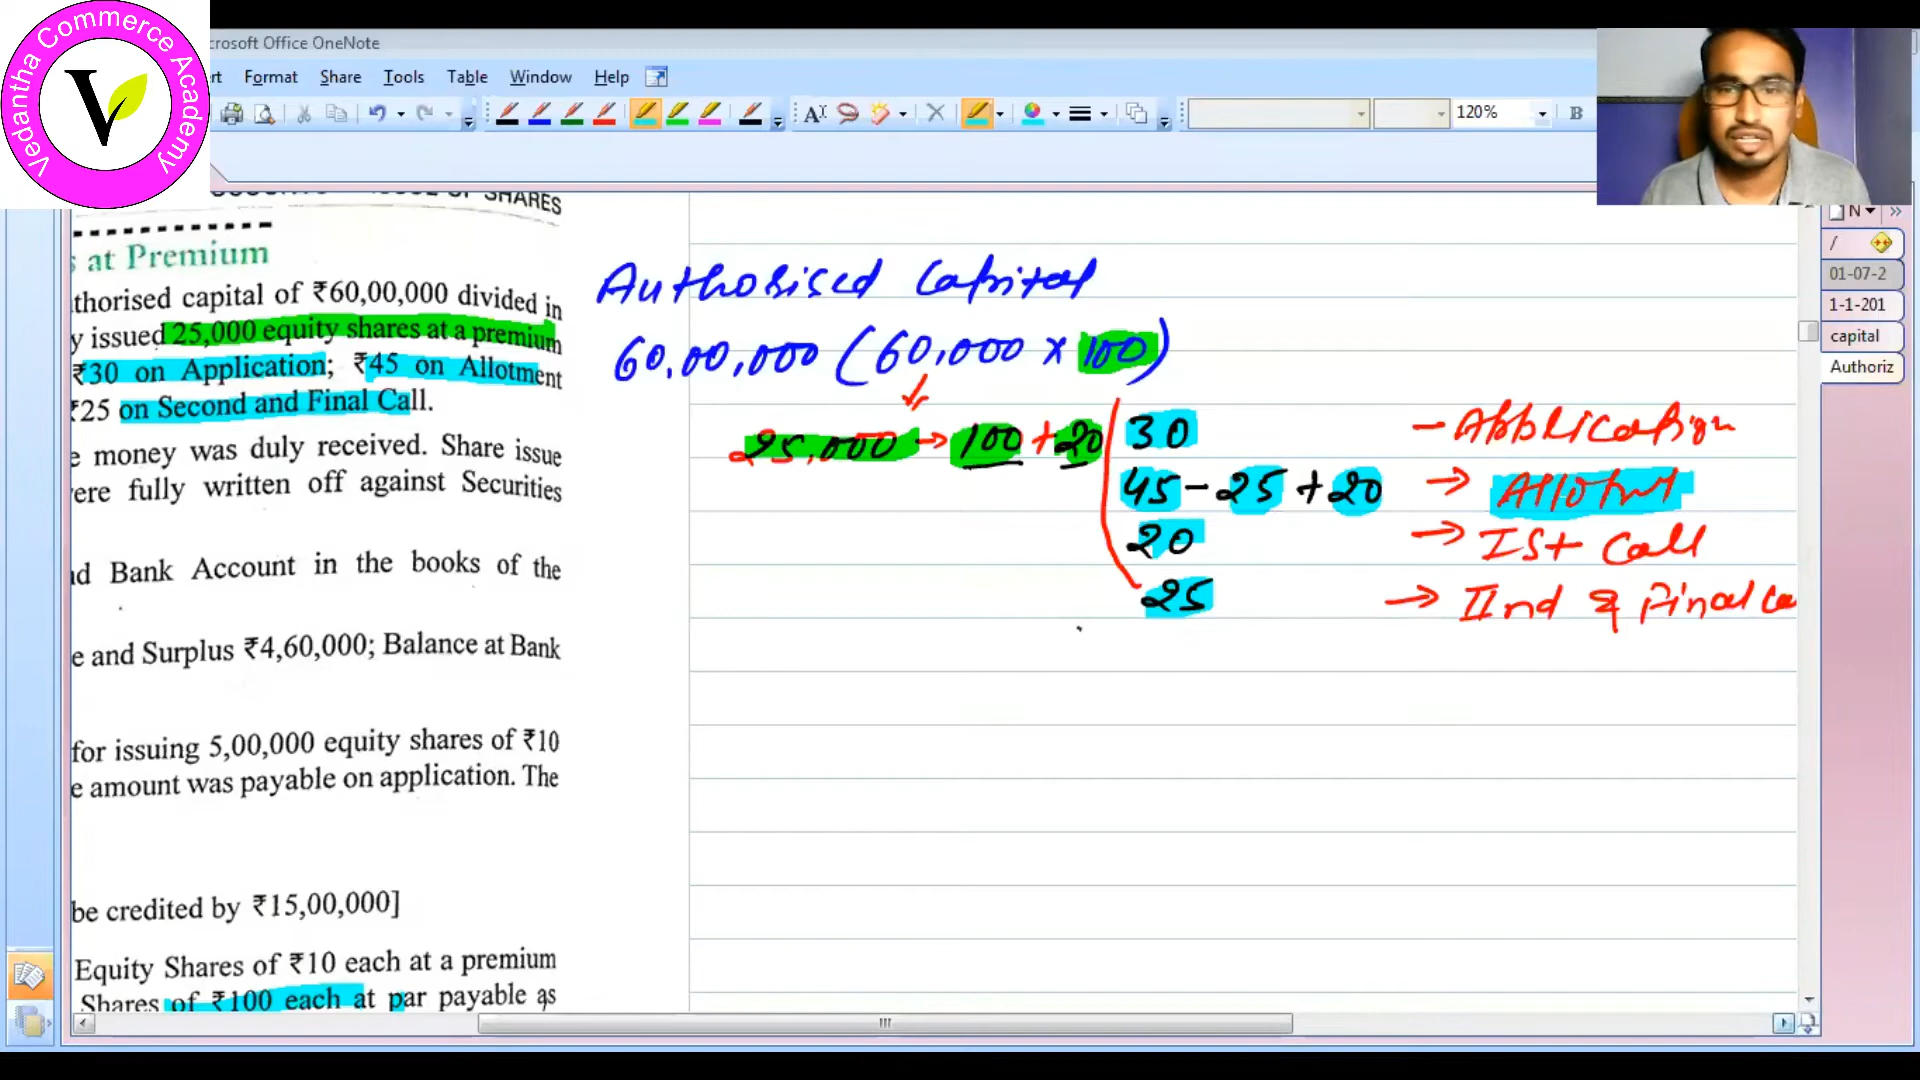 Vedantha Commerce Academy
V
crosoft Office OneNote
rt Format Share Tools Table Window Help
120% B
N
/
01-07-2
1-1-201
capital
Authoriz
ISSUE OF SHARES
s at Premium
thorised capital of ₹60,00,000 divided in
y issued 25,000 equity shares at a premium
₹30 on Application; ₹45 on Allotment
₹25 on Second and Final Call.
e money was duly received. Share issue
ere fully written off against Securities
nd Bank Account in the books of the
e and Surplus ₹4,60,000; Balance at Bank
for issuing 5,00,000 equity shares of ₹10
e amount was payable on application. The
be credited by ₹15,00,000]
Equity Shares of ₹10 each at a premium
Shares of ₹100 each at par payable as
Authorised Capital
60,00,000 (60,000 × 100)
25,000 → 100 + 20
30 - Application
45 - 25 + 20 → Allotmt
20 → Ist Call
25 → IInd & Final Ca